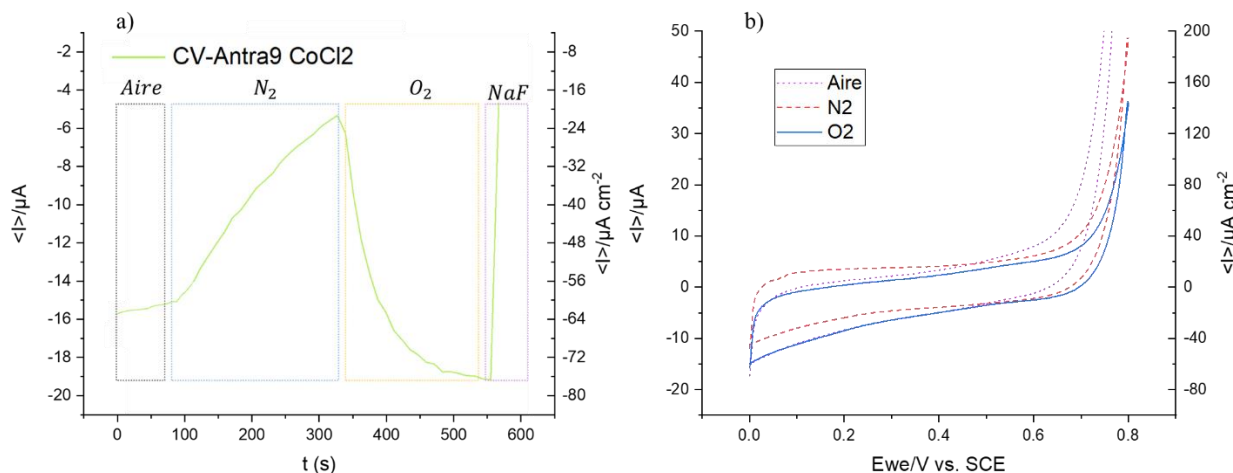 a)
CV-Antra9 CoCl2
Aire
N₂
O₂
NaF
-2
-4
-6
-8
-10
-12
-14
-16
-18
-20
<I>/µA
-8
-16
-24
-32
-40
-48
-56
-64
-72
-80
<I>/µA cm⁻²
0 100 200 300 400 500 600
t (s)
b)
Aire
N2
O2
50
40
30
20
10
0
-10
-20
<I>/µA
200
160
120
80
40
0
-40
-80
<I>/µA cm⁻²
0.0 0.2 0.4 0.6 0.8
Ewe/V vs. SCE